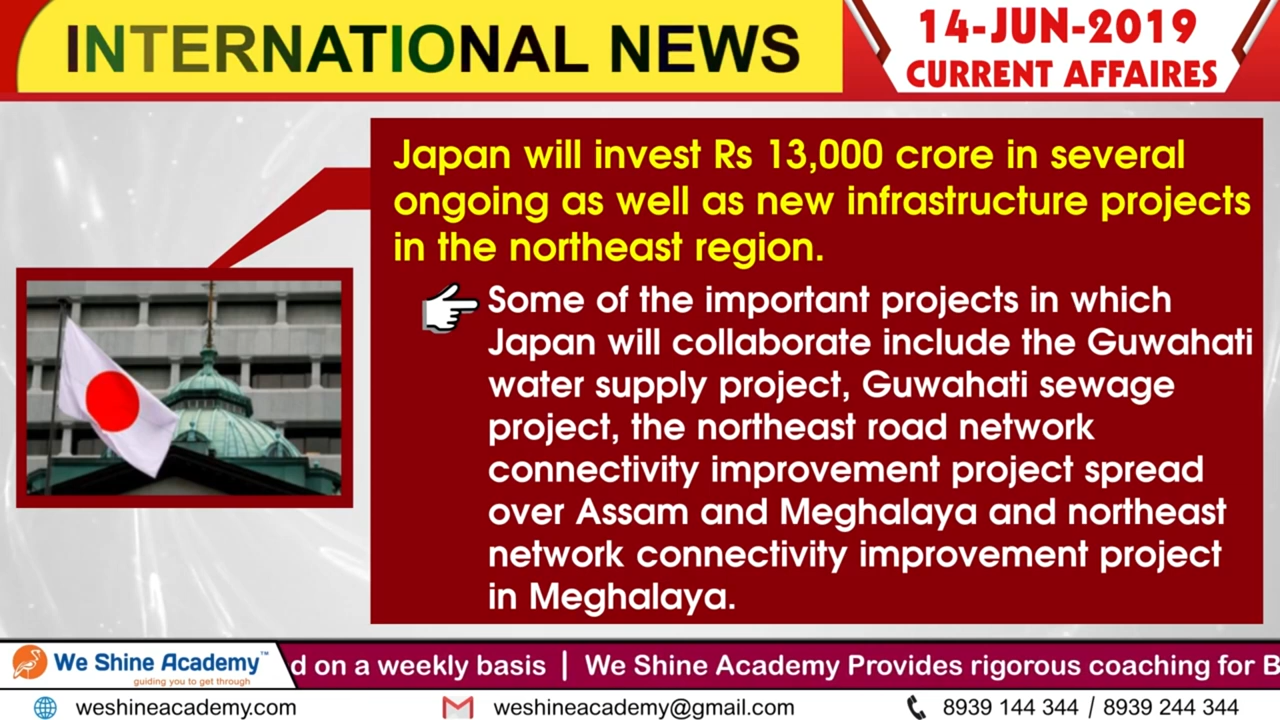 INTERNATIONAL NEWS
14-JUN-2019
CURRENT AFFAIRES
Japan will invest Rs 13,000 crore in several
ongoing as well as new infrastructure projects
in the northeast region.
Some of the important projects in which
Japan will collaborate include the Guwahati
water supply project, Guwahati sewage
project, the northeast road network
connectivity improvement project spread
over Assam and Meghalaya and northeast
network connectivity improvement project
in Meghalaya.
We Shine Academy™
guiding you to get through
d on a weekly basis | We Shine Academy Provides rigorous coaching for B
weshineacademy.com
weshineacademy@gmail.com
8939 144 344 / 8939 244 344